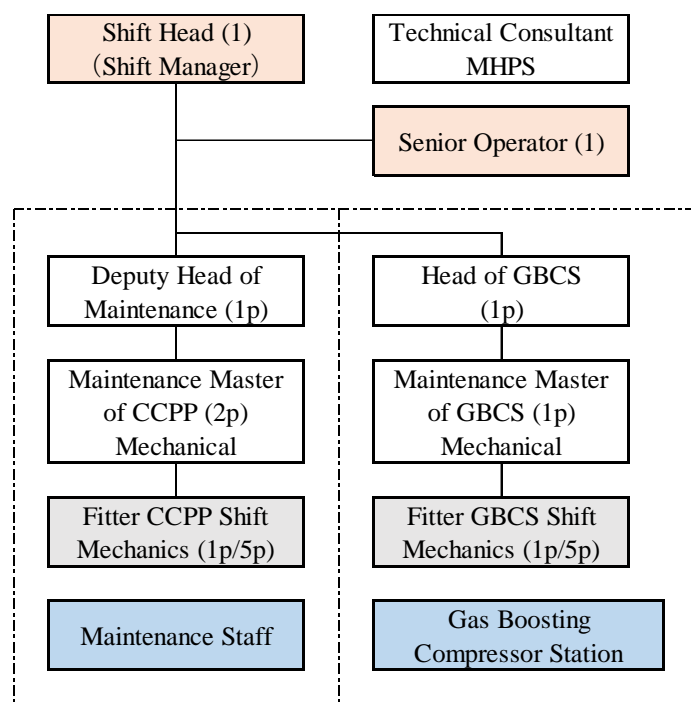 Shift Head (1)
（Shift Manager）
Technical Consultant
MHPS
Senior Operator (1)
Deputy Head of
Maintenance (1p)
Head of GBCS
(1p)
Maintenance Master
of CCPP (2p)
Mechanical
Maintenance Master
of GBCS (1p)
Mechanical
Fitter CCPP Shift
Mechanics (1p/5p)
Fitter GBCS Shift
Mechanics (1p/5p)
Maintenance Staff
Gas Boosting
Compressor Station